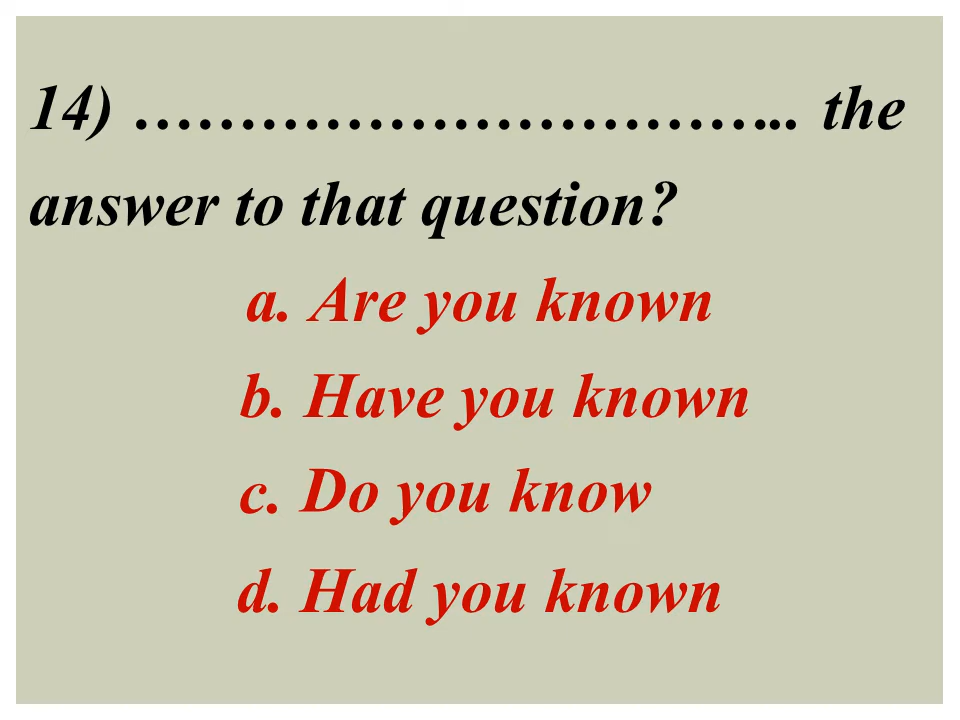 14) …………………………….. the
answer to that question?
a. Are you known
b. Have you known
c. Do you know
d. Had you known